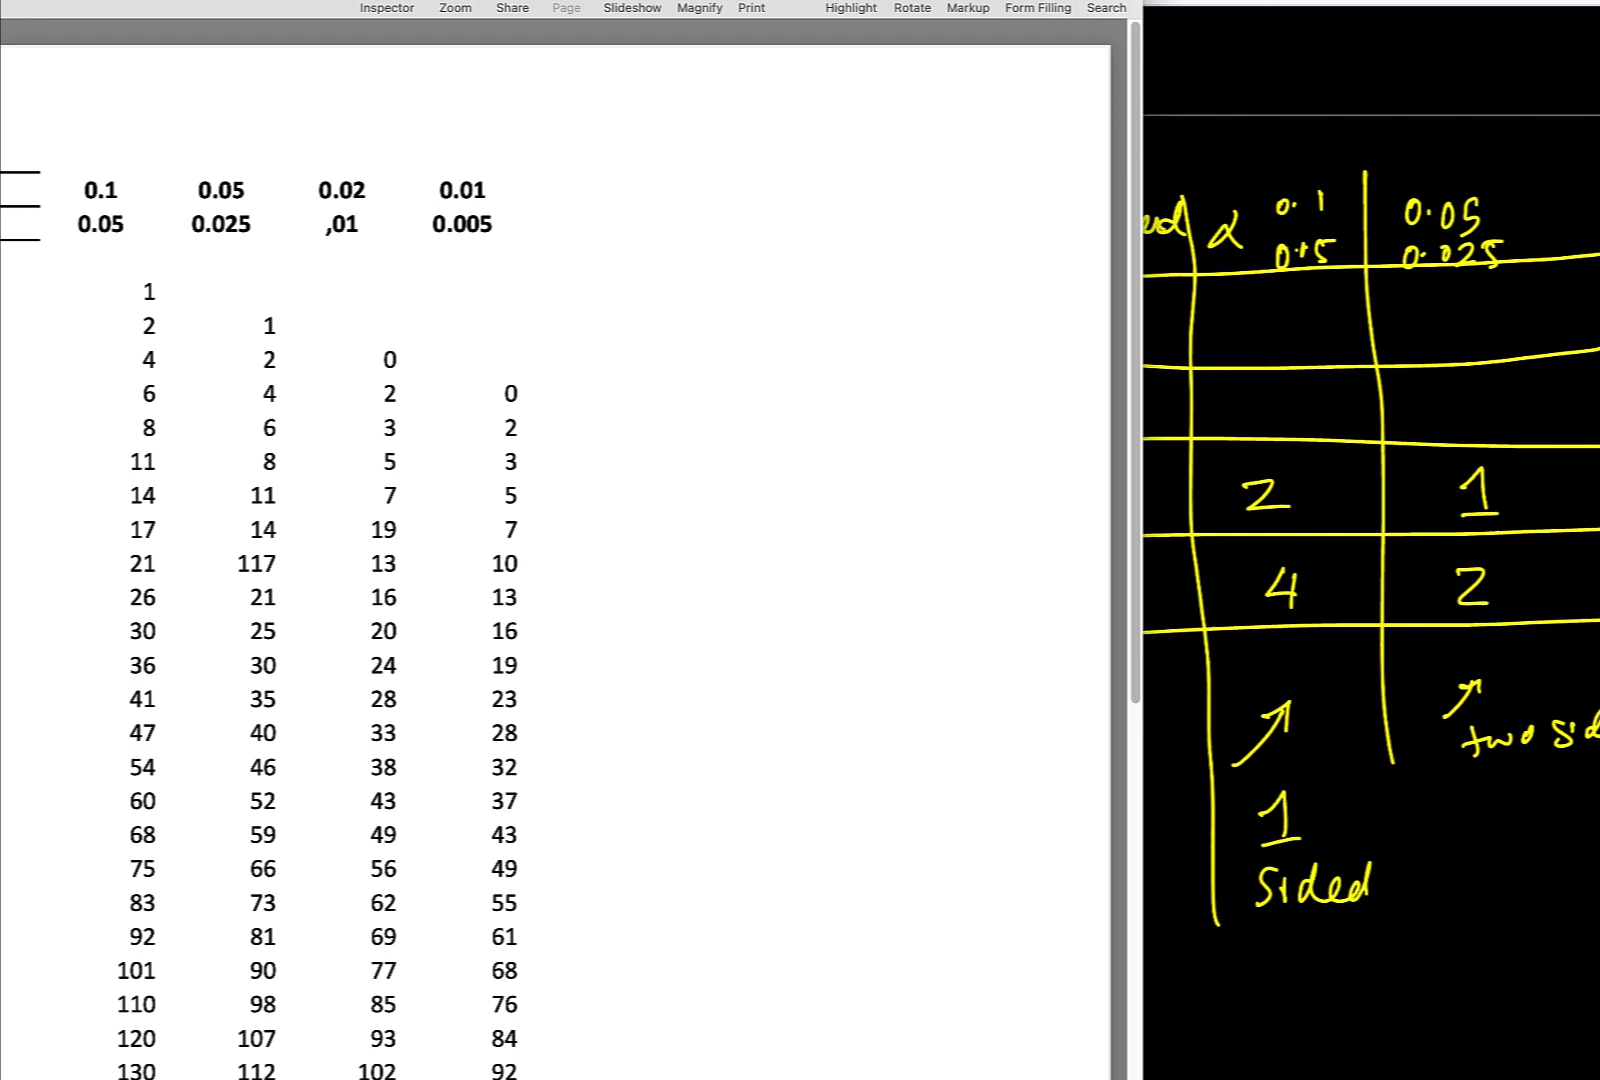 Inspector Zoom Share Page Slideshow Magnify Print Highlight Rotate Markup Form Filling Search
0.1 0.05 0.02 0.01
0.05 0.025 ,01 0.005
1
2 1
4 2 0
6 4 2 0
8 6 3 2
11 8 5 3
14 11 7 5
17 14 19 7
21 117 13 10
26 21 16 13
30 25 20 16
36 30 24 19
41 35 28 23
47 40 33 28
54 46 38 32
60 52 43 37
68 59 49 43
75 66 56 49
83 73 62 55
92 81 69 61
101 90 77 68
110 98 85 76
120 107 93 84
130 112 102 92
α 0.1 0.05
0.025
2 1
4 2
two
1
Sided